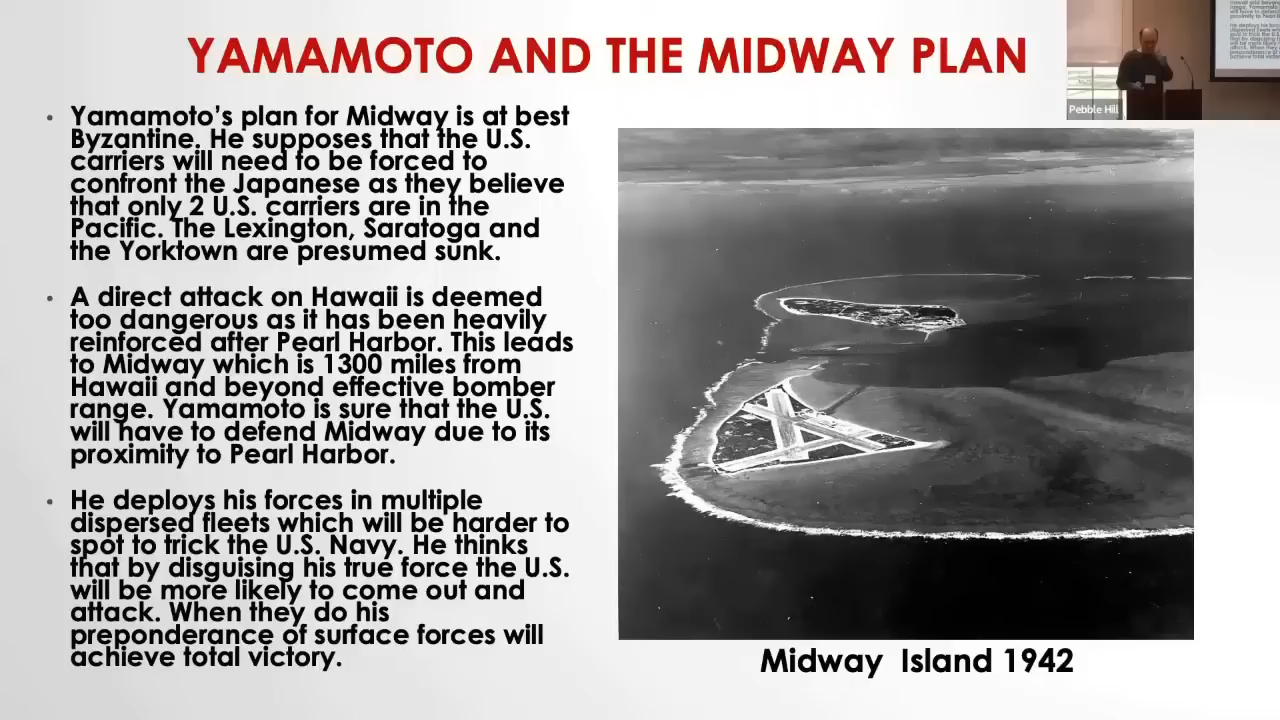 YAMAMOTO AND THE MIDWAY PLAN
Pebble Hill
• Yamamoto's plan for Midway is at best
Byzantine. He supposes that the U.S.
carriers will need to be forced to
confront the Japanese as they believe
that only 2 U.S. carriers are in the
Pacific. The Lexington, Saratoga and
the Yorktown are presumed sunk.
• A direct attack on Hawaii is deemed
too dangerous as it has been heavily
reinforced after Pearl Harbor. This leads
to Midway which is 1300 miles from
Hawaii and beyond effective bomber
range. Yamamoto is sure that the U.S.
will have to defend Midway due to its
proximity to Pearl Harbor.
• He deploys his forces in multiple
dispersed fleets which will be harder to
spot to trick the U.S. Navy. He thinks
that by disguising his true force the U.S.
will be more likely to come out and
attack. When they do his
preponderance of surface forces will
achieve total victory.
Midway Island 1942